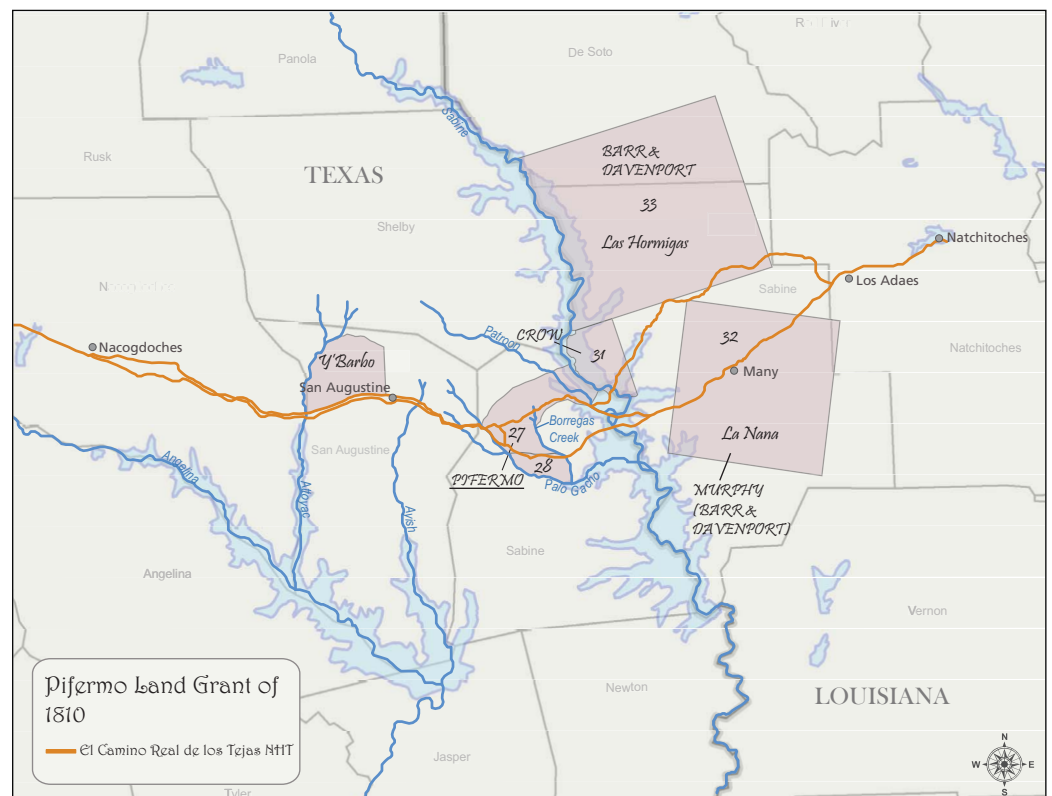 Panola
De Soto
Sabine
Rusk
TEXAS
BARR &
DAVENPORT
33
Las Hormigas
Shelby
Natchitoches
Los Adaes
Sabine
Patroon
CROW
31
32
Nacogdoches
Y'Barbo
San Augustine
Many
Natchitoches
Borregas
Creek
27
28
La Nana
San Augustine
PIFERMO
Palo Gacho
Angelina
Attoyac
Ayish
MURPHY
(BARR &
DAVENPORT)
Sabine
Angelina
Vernon
Pifermo Land Grant of
1810
El Camino Real de los Tejas NHT
Newton
LOUISIANA
Jasper
Tyler
N
W
E
S